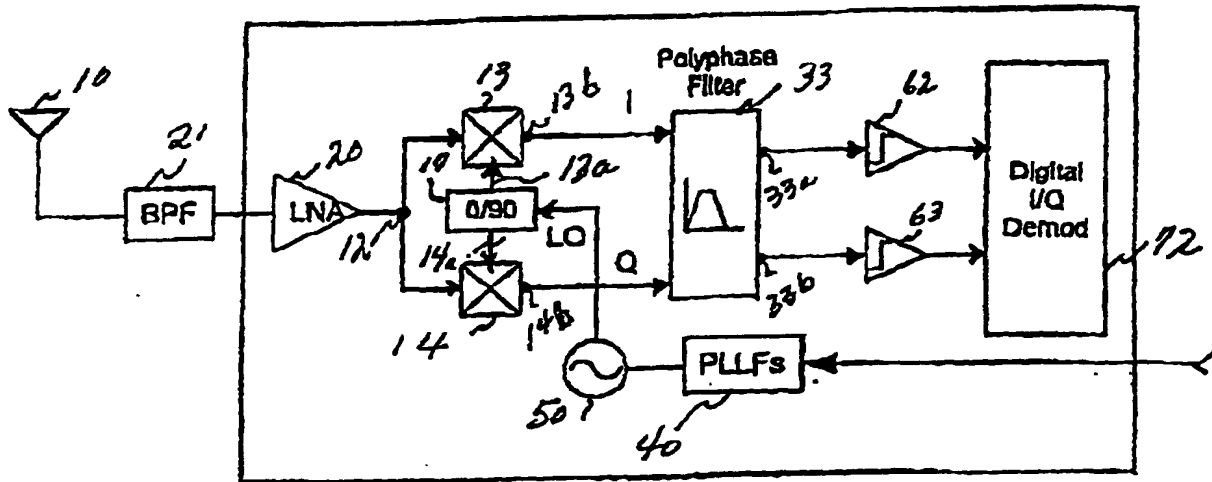 10
21
BPF
20
LNA
12
13
13b
I
13a
0/90
LO
14a
14
14b
Q
Polyphase
Filter
33
33a
33b
62
63
Digital
I/Q
Demod
72
50
PLLFs
40